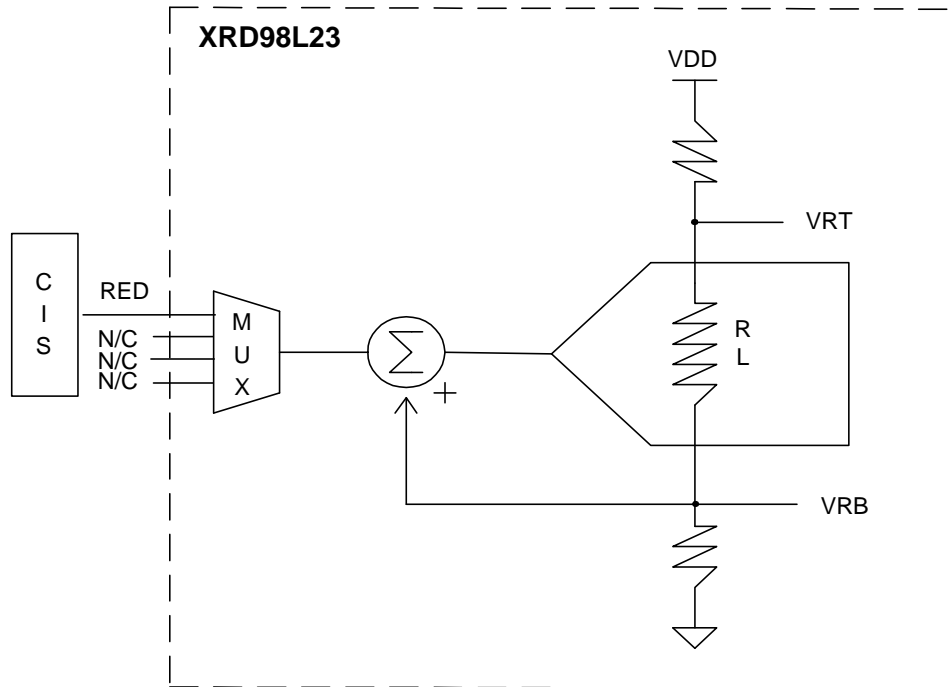 XRD98L23
VDD
VRT
C
I
S
RED
N/C
N/C
N/C
M
U
X
Σ
+
R
L
VRB